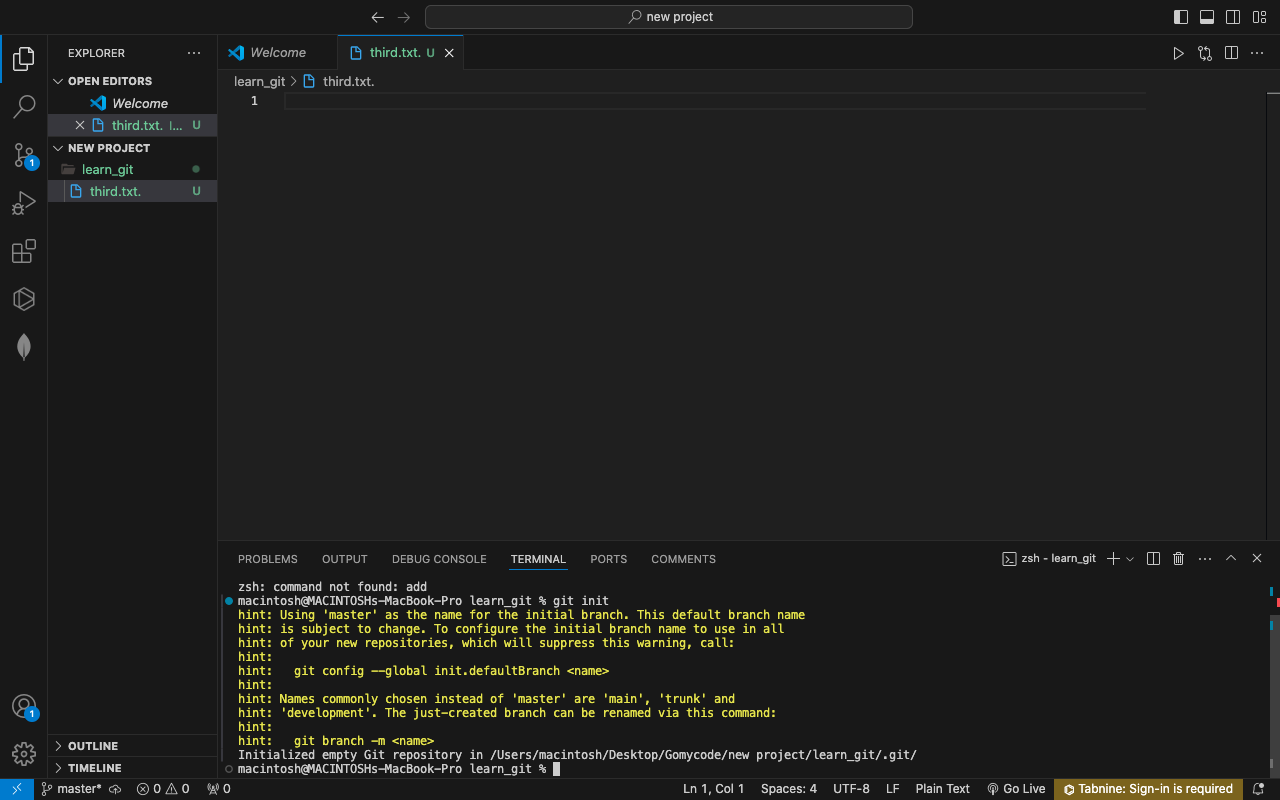 new project
EXPLORER
Welcome
third.txt. U
OPEN EDITORS
Welcome
third.txt. l... U
NEW PROJECT
learn_git
third.txt. U
learn_git > third.txt.
1
1
PROBLEMS OUTPUT DEBUG CONSOLE TERMINAL PORTS COMMENTS
zsh - learn_git
zsh: command not found: add
macintosh@MACINTOSHs-MacBook-Pro learn_git % git init
hint: Using 'master' as the name for the initial branch. This default branch name
hint: is subject to change. To configure the initial branch name to use in all
hint: of your new repositories, which will suppress this warning, call:
hint:
hint:   git config --global init.defaultBranch <name>
hint:
hint: Names commonly chosen instead of 'master' are 'main', 'trunk' and
hint: 'development'. The just-created branch can be renamed via this command:
hint:
hint:   git branch -m <name>
Initialized empty Git repository in /Users/macintosh/Desktop/Gomycode/new project/learn_git/.git/
macintosh@MACINTOSHs-MacBook-Pro learn_git %
1
OUTLINE
TIMELINE
master* 0 0 0 Ln 1, Col 1 Spaces: 4 UTF-8 LF Plain Text Go Live Tabnine: Sign-in is required